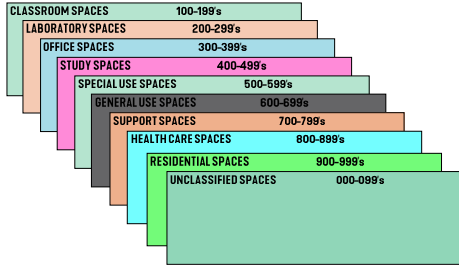 CLASSROOM SPACES 100-199's
LABORATORY SPACES 200-299's
OFFICE SPACES 300-399's
STUDY SPACES 400-499's
SPECIAL USE SPACES 500-599's
GENERAL USE SPACES 600-699's
SUPPORT SPACES 700-799's
HEALTH CARE SPACES 800-899's
RESIDENTIAL SPACES 900-999's
UNCLASSIFIED SPACES 000-099's